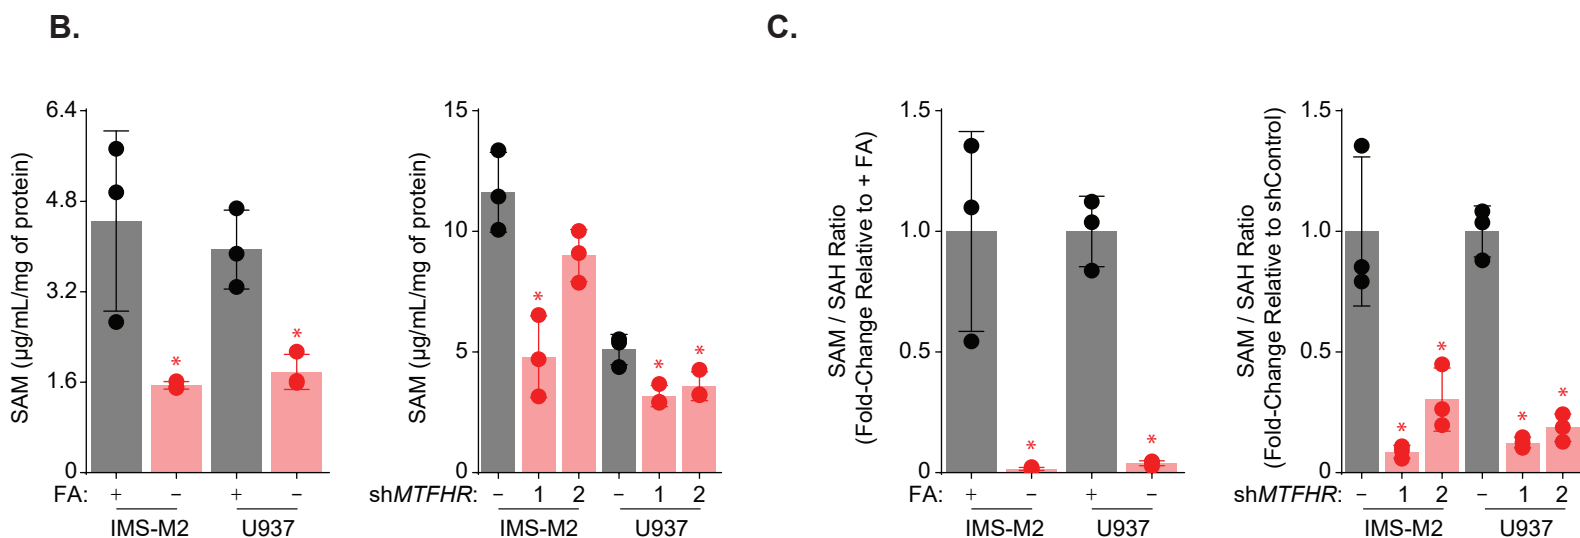 B.
SAM (µg/mL/mg of protein)
6.4
4.8
3.2
1.6
0
*
*
FA: + − + −
IMS-M2 U937
SAM (µg/mL/mg of protein)
15
10
5
0
*
*
*
shMTFHR: − 1 2 − 1 2
IMS-M2 U937
C.
SAM / SAH Ratio
(Fold-Change Relative to + FA)
1.5
1.0
0.5
0
*
*
FA: + − + −
IMS-M2 U937
SAM / SAH Ratio
(Fold-Change Relative to shControl)
1.5
1.0
0.5
0
*
*
*
*
shMTFHR: − 1 2 − 1 2
IMS-M2 U937